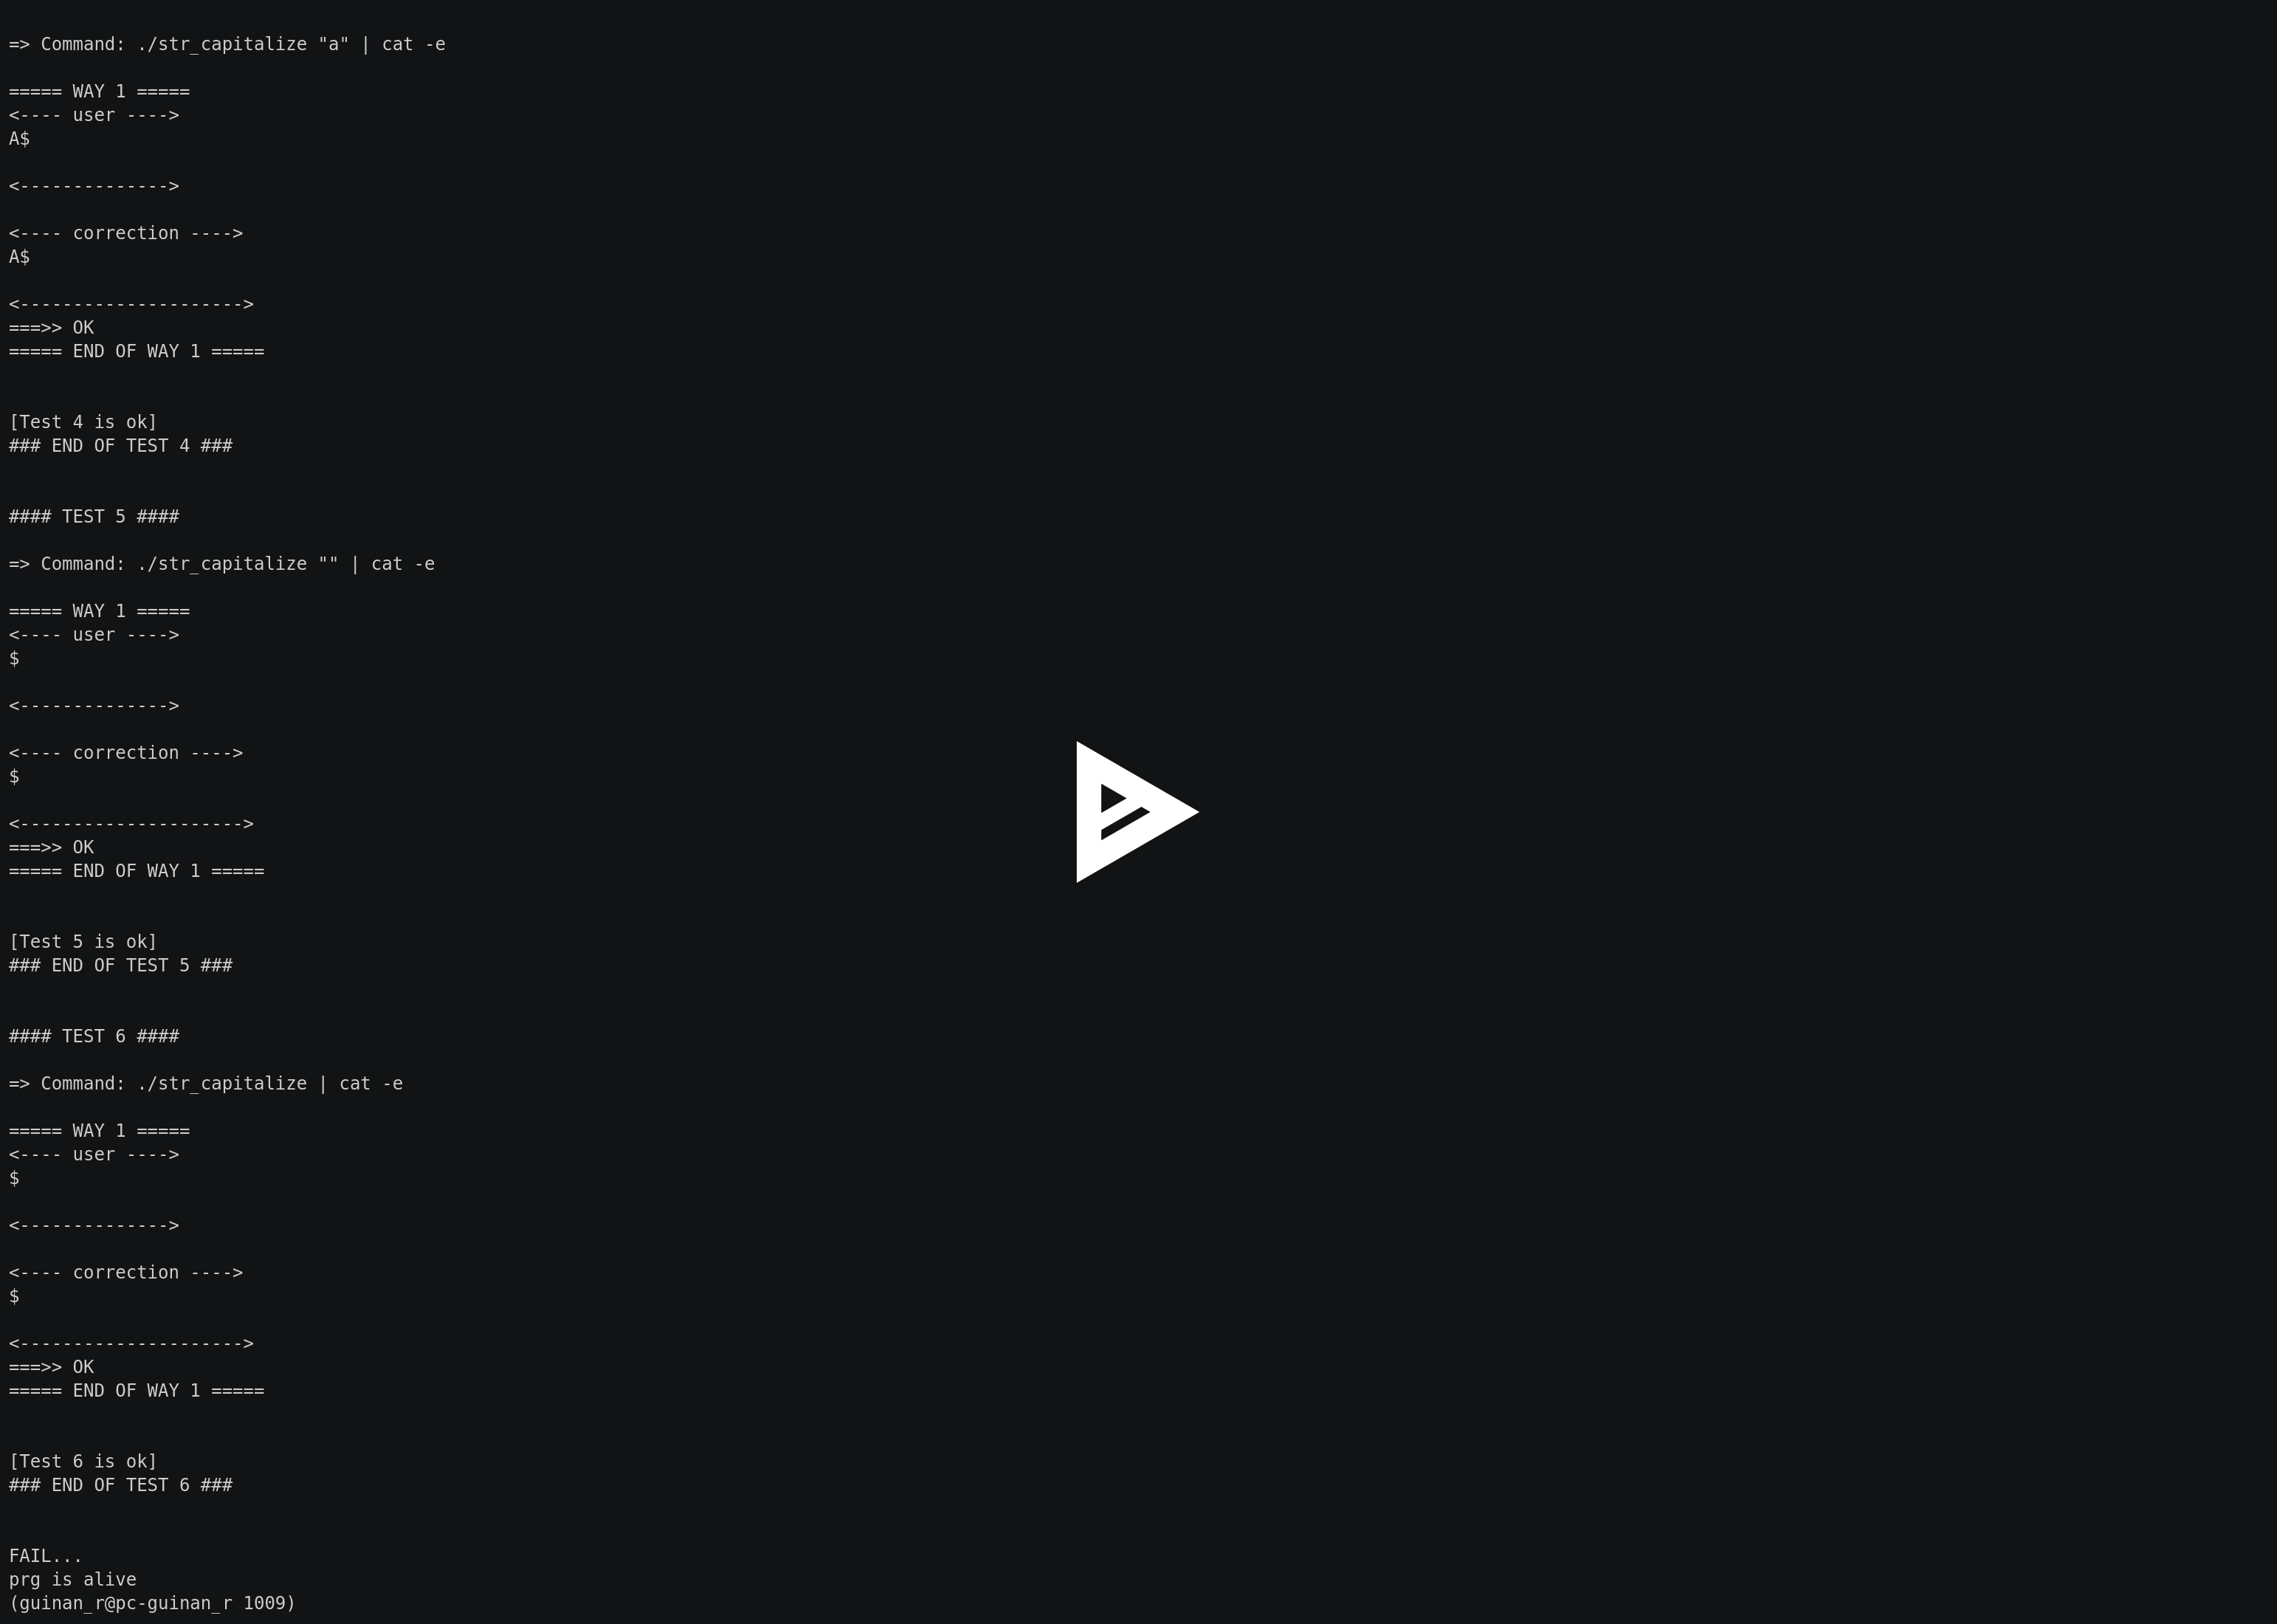 => Command: ./str_capitalize "a" | cat -e
===== WAY 1 =====
<---- user ---->
A$
<-------------->
<---- correction ---->
A$
<--------------------->
===>> OK
===== END OF WAY 1 =====
[Test 4 is ok]
### END OF TEST 4 ###
#### TEST 5 ####
=> Command: ./str_capitalize "" | cat -e
===== WAY 1 =====
<---- user ---->
$
<-------------->
<---- correction ---->
$
<--------------------->
===>> OK
===== END OF WAY 1 =====
[Test 5 is ok]
### END OF TEST 5 ###
#### TEST 6 ####
=> Command: ./str_capitalize | cat -e
===== WAY 1 =====
<---- user ---->
$
<-------------->
<---- correction ---->
$
<--------------------->
===>> OK
===== END OF WAY 1 =====
[Test 6 is ok]
### END OF TEST 6 ###
FAIL...
prg is alive
(guinan_r@pc-guinan_r 1009)